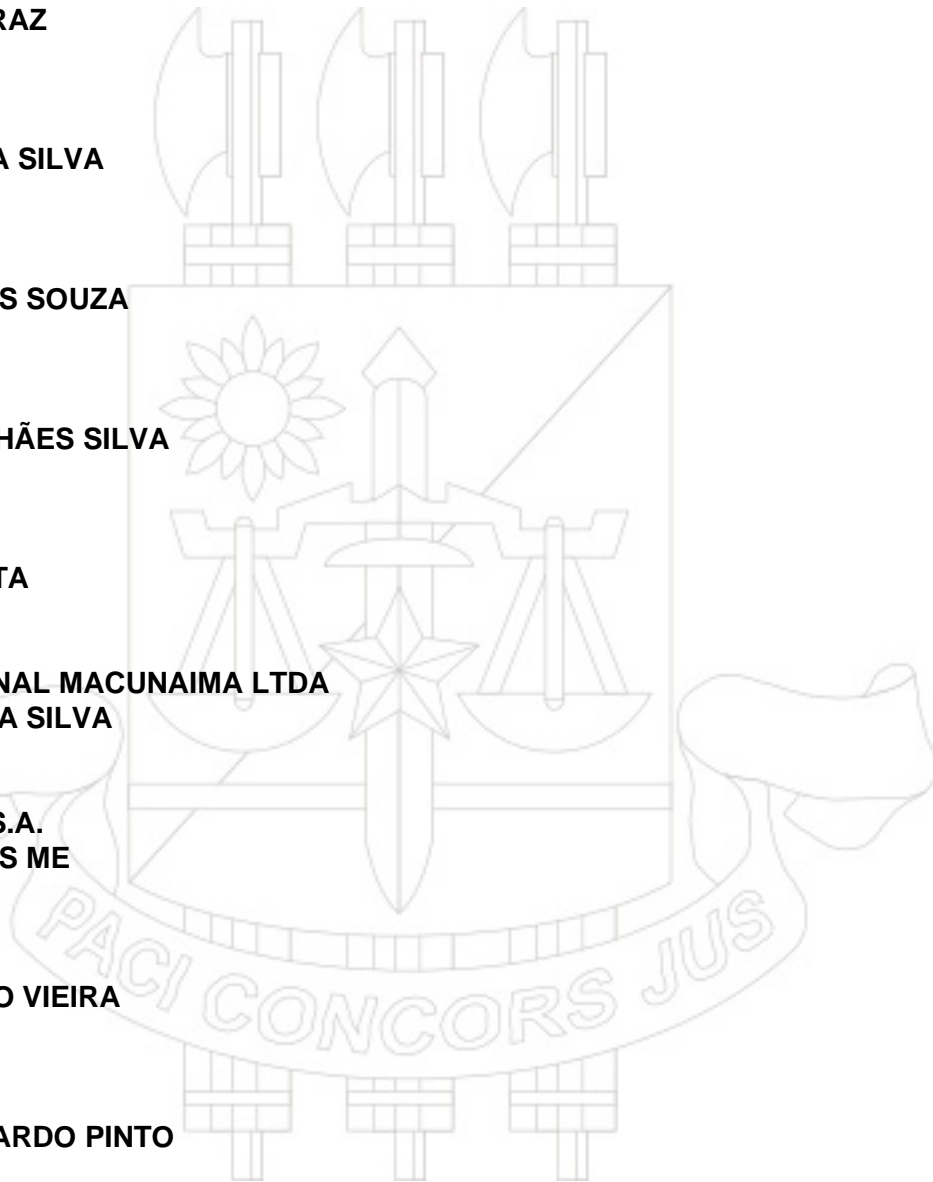 RAZ
A SILVA
S SOUZA
HÃES SILVA
TA
NAL MACUNAIMA LTDA
A SILVA
S.A.
S ME
O VIEIRA
ARDO PINTO
PACI CONCORS JUS